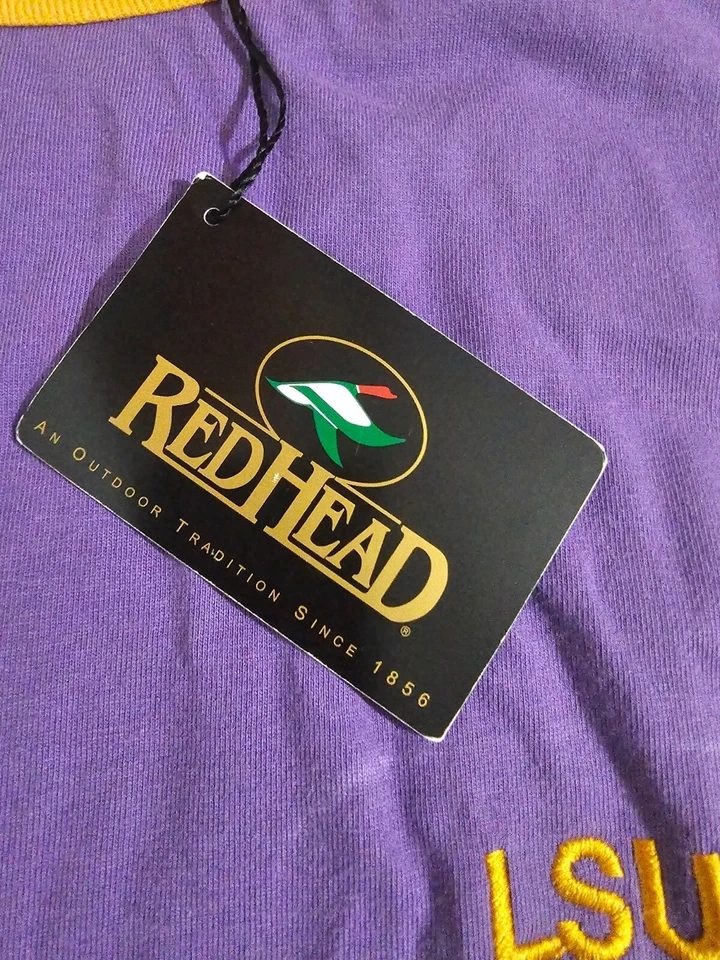 REDHEAD®
AN OUTDOOR TRADITION SINCE 1856
LSU